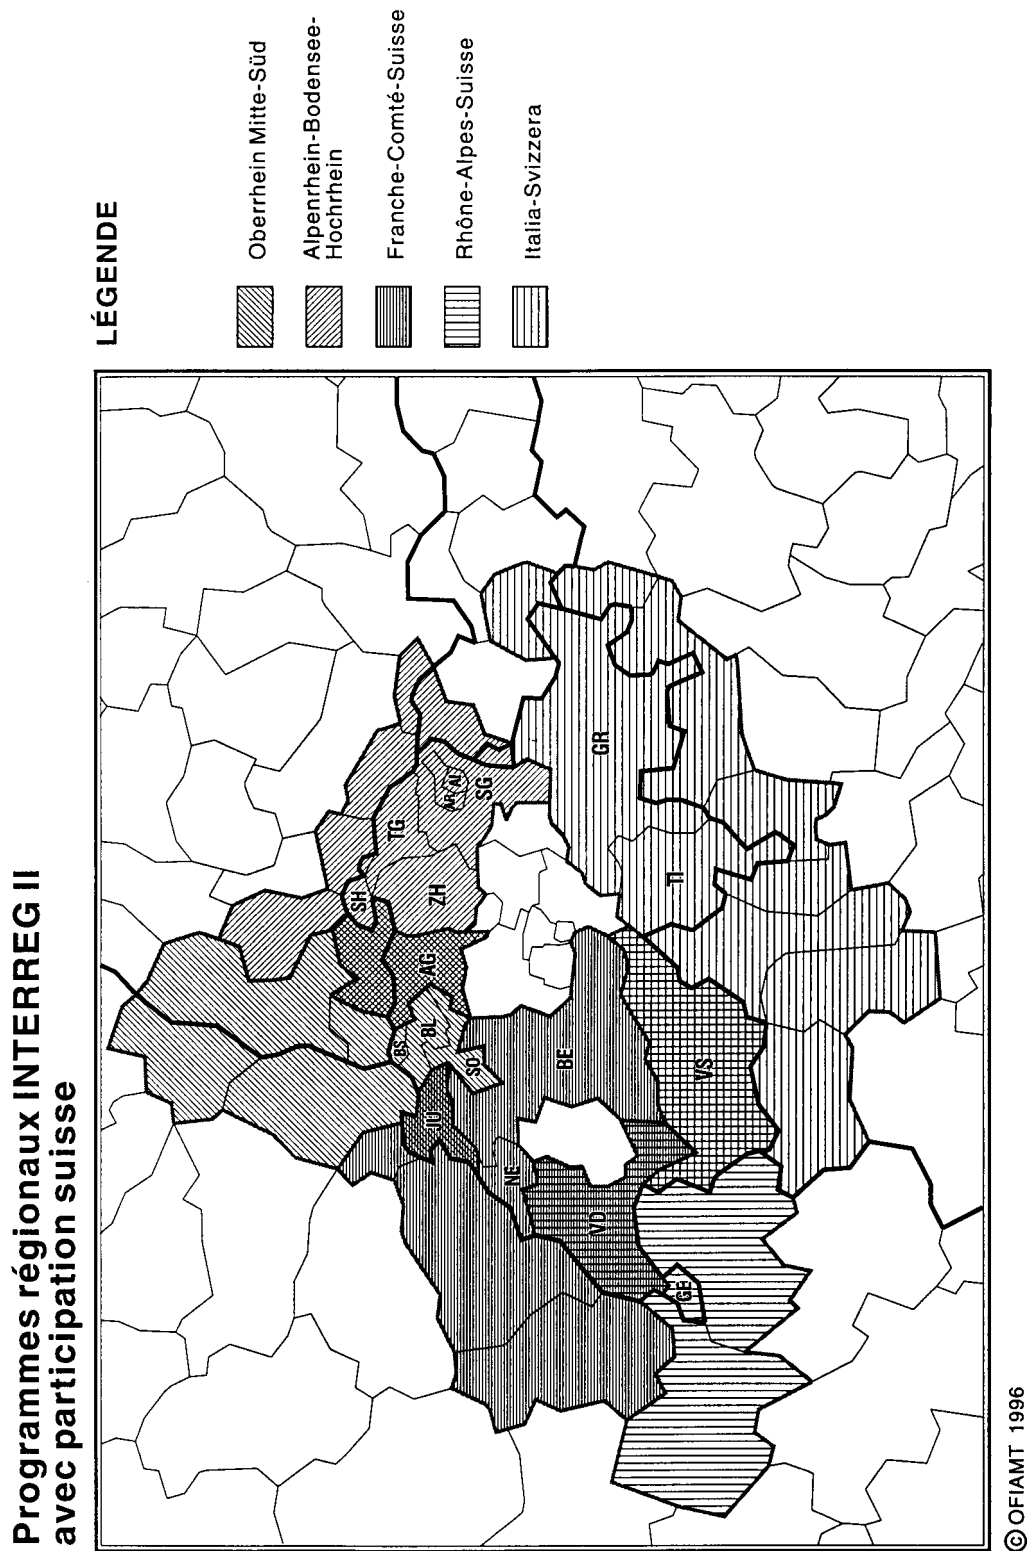 Programmes régionaux INTERREG II
avec participation suisse
LÉGENDE
Oberrhein Mitte-Süd
Alpenrhein-Bodensee-
Hochrhein
Franche-Comté-Suisse
Rhône-Alpes-Suisse
Italia-Svizzera
SH
TG
BS
BL
AG
ZH
AR
AI
SG
JU
SO
NE
BE
GR
VD
VS
TI
GE
© OFIAMT 1996